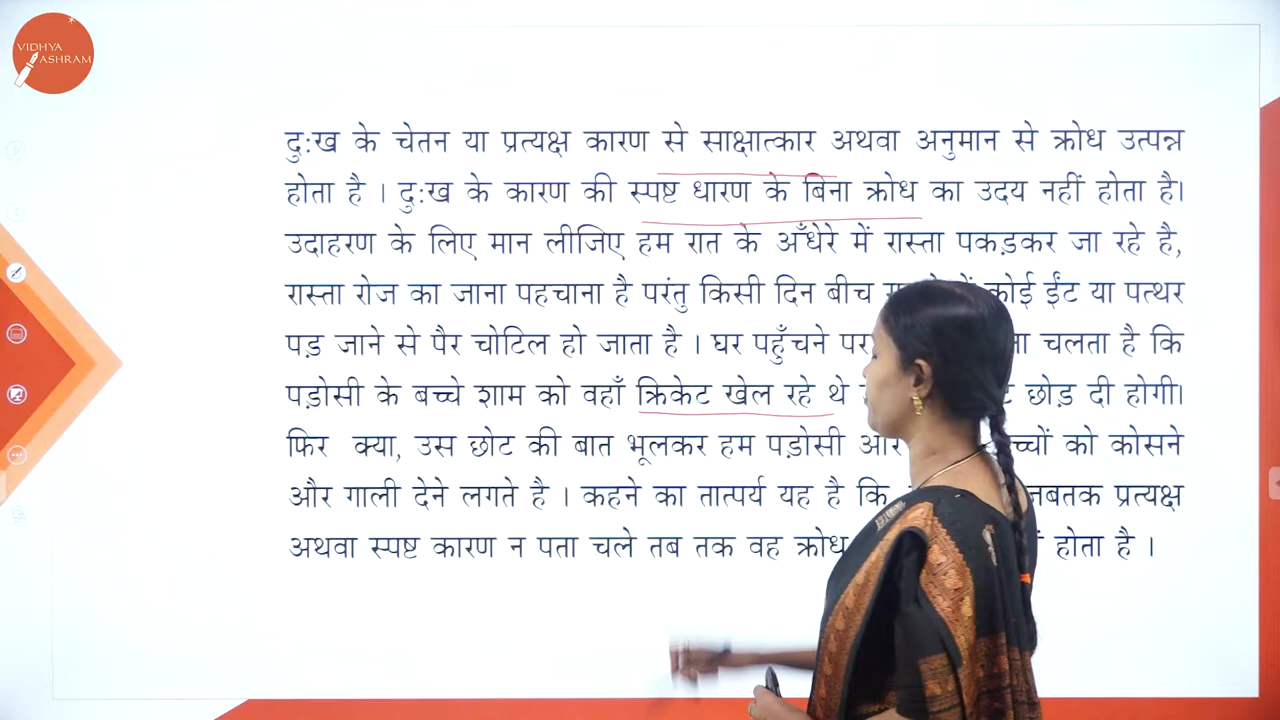 VIDHYA
ASHRAM
दुःख के चेतन या प्रत्यक्ष कारण से साक्षात्कार अथवा अनुमान से क्रोध उत्पन्न
होता है । दुःख के कारण की स्पष्ट धारण के बिना क्रोध का उदय नहीं होता है।
उदाहरण के लिए मान लीजिए हम रात के अँधेरे में रास्ता पकड़कर जा रहे है,
रास्ता रोज का जाना पहचाना है परंतु किसी दिन बीच कोई ईंट या पत्थर
पड़ जाने से पैर चोटिल हो जाता है । घर पहुँचने पर चलता है कि
पड़ोसी के बच्चे शाम को वहाँ क्रिकेट खेल रहे थे छोड़ दी होगी।
फिर क्या, उस छोट की बात भूलकर हम पड़ोसी और को कोसने
और गाली देने लगते है । कहने का तात्पर्य यह है कि प्रत्यक्ष
अथवा स्पष्ट कारण न पता चले तब तक वह क्रोध होता है ।